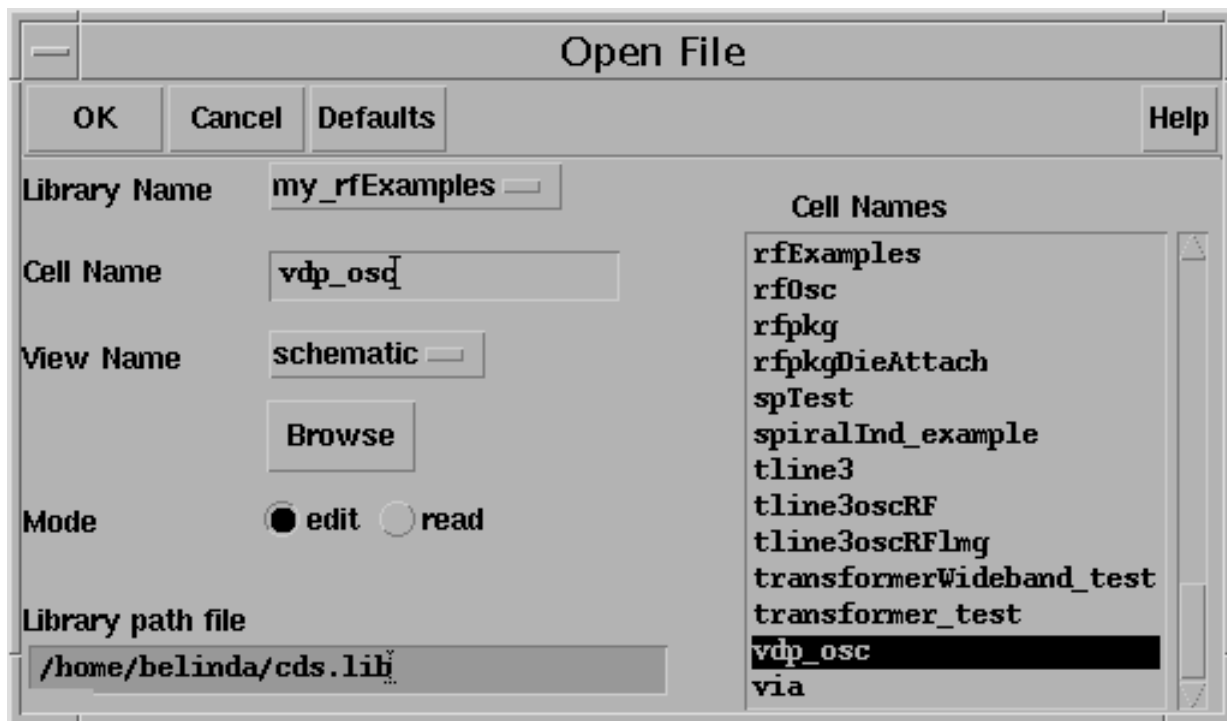 Open File
OK Cancel Defaults Help
Library Name my_rfExamples
Cell Name vdp_osc
View Name schematic
Browse
Mode edit read
Library path file
/home/belinda/cds.lib
Cell Names
rfExamples
rfOsc
rfpkg
rfpkgDieAttach
spTest
spiralInd_example
tline3
tline3oscRF
tline3oscRFlmg
transformerWideband_test
transformer_test
vdp_osc
via